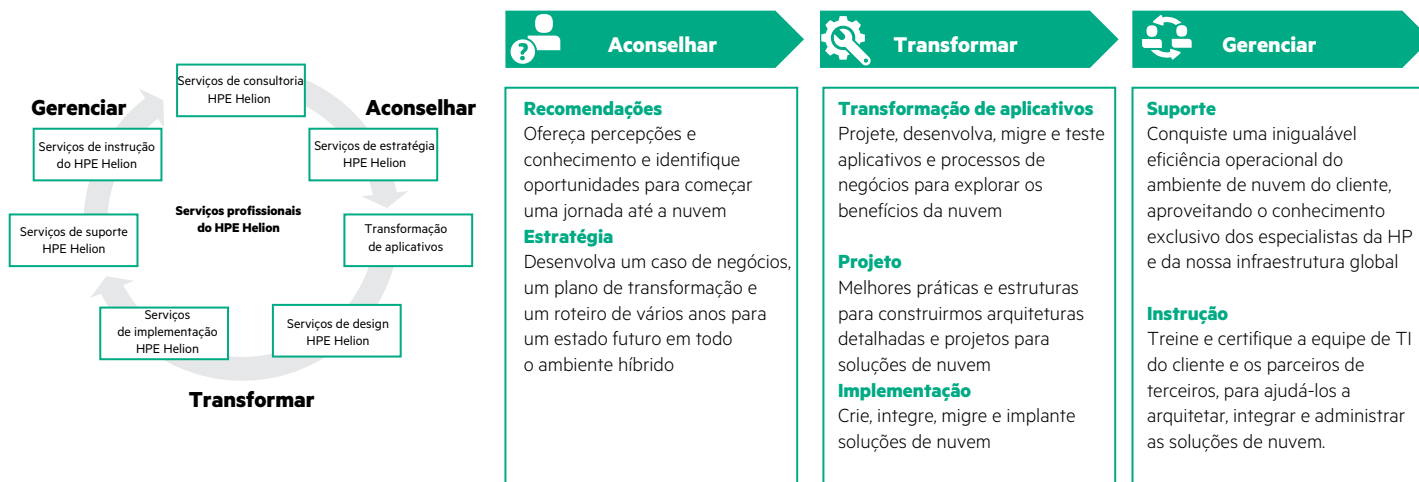 Serviços de consultoria
HPE Helion
Gerenciar
Aconselhar
Serviços de instrução
do HPE Helion
Serviços de estratégia
HPE Helion
Serviços profissionais
do HPE Helion
Serviços de suporte
HPE Helion
Transformação
de aplicativos
Serviços
de implementação
HPE Helion
Serviços de design
HPE Helion
Transformar
?
Aconselhar
Recomendações
Ofereça percepções e
conhecimento e identifique
oportunidades para começar
uma jornada até a nuvem
Estratégia
Desenvolva um caso de negócios,
um plano de transformação e
um roteiro de vários anos para
um estado futuro em todo
o ambiente híbrido
Transformar
Transformação de aplicativos
Projete, desenvolva, migre e teste
aplicativos e processos de
negócios para explorar os
benefícios da nuvem
Projeto
Melhores práticas e estruturas
para construirmos arquiteturas
detalhadas e projetos para
soluções de nuvem
Implementação
Crie, integre, migre e implante
soluções de nuvem
Gerenciar
Suporte
Conquiste uma inigualável
eficiência operacional do
ambiente de nuvem do cliente,
aproveitando o conhecimento
exclusivo dos especialistas da HP
e da nossa infraestrutura global
Instrução
Treine e certifique a equipe de TI
do cliente e os parceiros de
terceiros, para ajudá-los a
arquitetar, integrar e administrar
as soluções de nuvem.